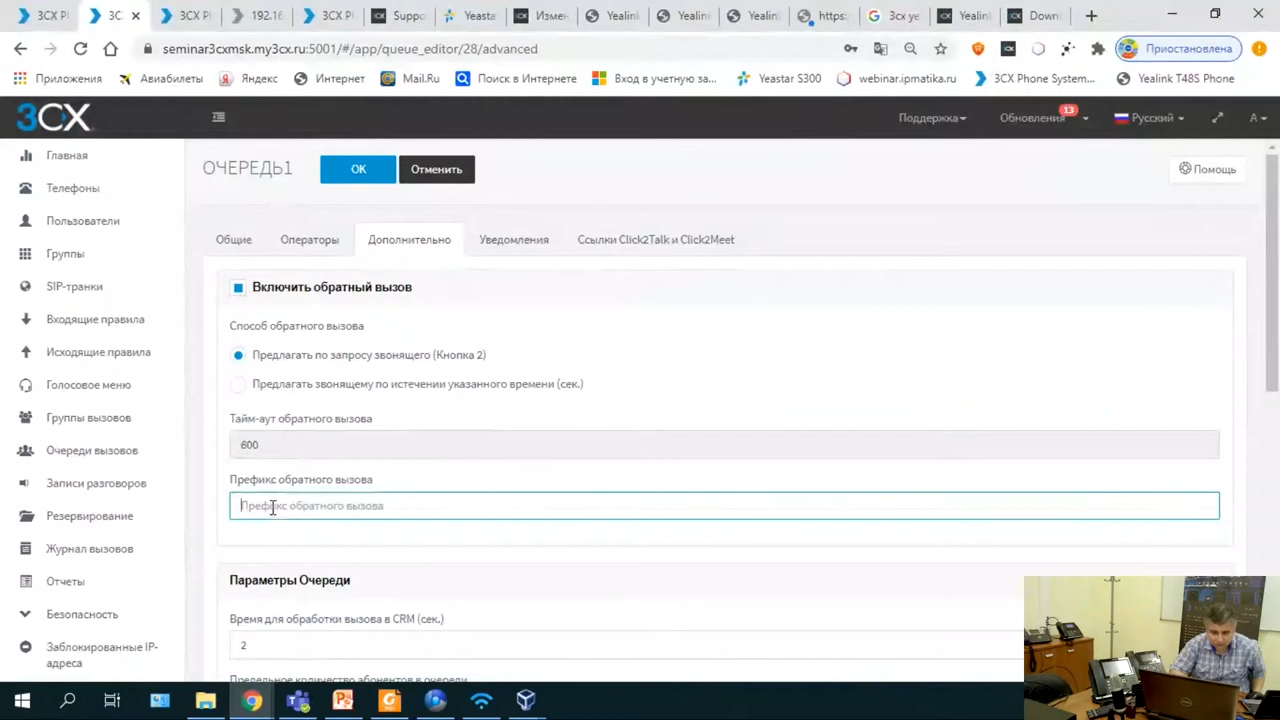 3CX Pl
3C
3CX Pl
192.16
3CX Pl
Suppo
Yeasta
Измен
Yealink
Yealin
Yealin
https:
3cx ye
Yealin
Down
seminar3cxmsk.my3cx.ru:5001/#/app/queue_editor/28/advanced
Приостановлена
Приложения
Авиабилеты
Яндекс
Интернет
Mail.Ru
Поиск в Интернете
Вход в учетную за...
Yeastar S300
webinar.ipmatika.ru
3CX Phone System...
Yealink T48S Phone
3CX
Поддержка
Обновления
13
Русский
A
Главная
Телефоны
Пользователи
Группы
SIP-транки
Входящие правила
Исходящие правила
Голосовое меню
Группы вызовов
Очереди вызовов
Записи разговоров
Резервирование
Журнал вызовов
Отчеты
Безопасность
Заблокированные IP-
адреса
ОЧЕРЕДЬ1
OK
Отменить
Помощь
Общие
Операторы
Дополнительно
Уведомления
Ссылки Click2Talk и Click2Meet
Включить обратный вызов
Способ обратного вызова
Предлагать по запросу звонящего (Кнопка 2)
Предлагать звонящему по истечении указанного времени (сек.)
Тайм-аут обратного вызова
600
Префикс обратного вызова
Префикс обратного вызова
Параметры Очереди
Время для обработки вызова в CRM (сек.)
2
Предельное количество абонентов в очереди